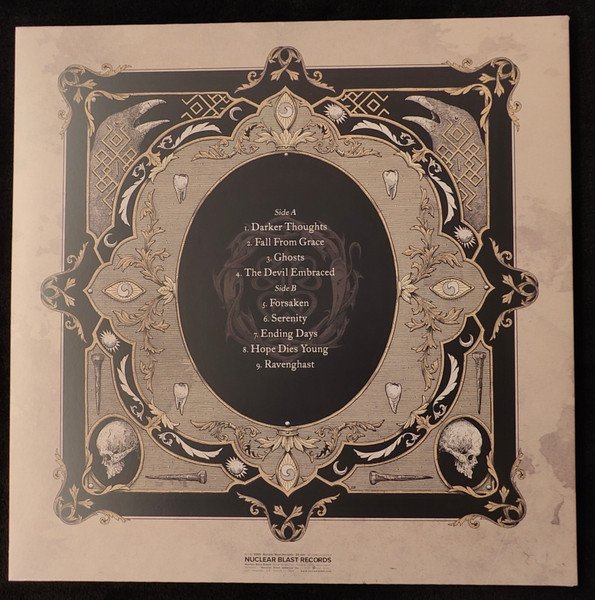 Side A
1. Darker Thoughts
2. Fall From Grace
3. Ghosts
4. The Devil Embraced
Side B
5. Forsaken
6. Serenity
7. Ending Days
8. Hope Dies Young
9. Ravenghast
NUCLEAR BLAST RECORDS